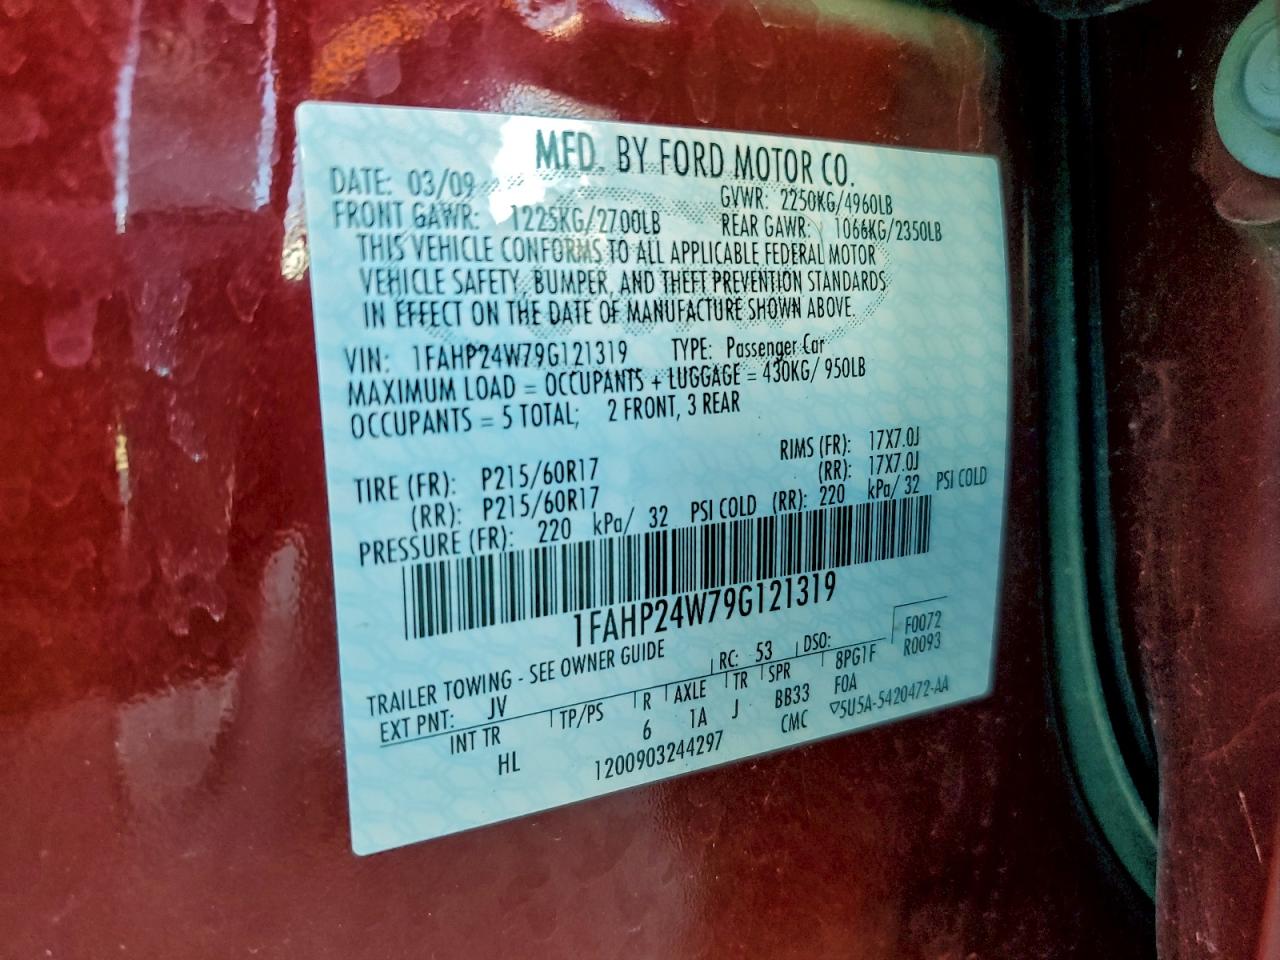 MFD. BY FORD MOTOR CO.
DATE: 03/09 GVWR: 2250KG/4960LB
FRONT GAWR: 1225KG/2700LB REAR GAWR: 1066KG/2350LB
THIS VEHICLE CONFORMS TO ALL APPLICABLE FEDERAL MOTOR
VEHICLE SAFETY, BUMPER, AND THEFT PREVENTION STANDARDS
IN EFFECT ON THE DATE OF MANUFACTURE SHOWN ABOVE.
VIN: 1FAHP24W79G121319 TYPE: Passenger Car
MAXIMUM LOAD = OCCUPANTS + LUGGAGE = 430KG/ 950LB
OCCUPANTS = 5 TOTAL; 2 FRONT, 3 REAR
TIRE (FR): P215/60R17 RIMS (FR): 17X7.0J
(RR): P215/60R17 (RR): 17X7.0J
PRESSURE (FR): 220 kPa/ 32 PSI COLD (RR): 220 kPa/ 32 PSI COLD
1FAHP24W79G121319
TRAILER TOWING - SEE OWNER GUIDE
EXT PNT: JV RC: 53 DSO: F0072
INT TR TP/PS R AXLE TR SPR 8PG1F R0093
HL 6 1A J BB33 F0A
1200903244297 CMC ▽5U5A-5420472-AA